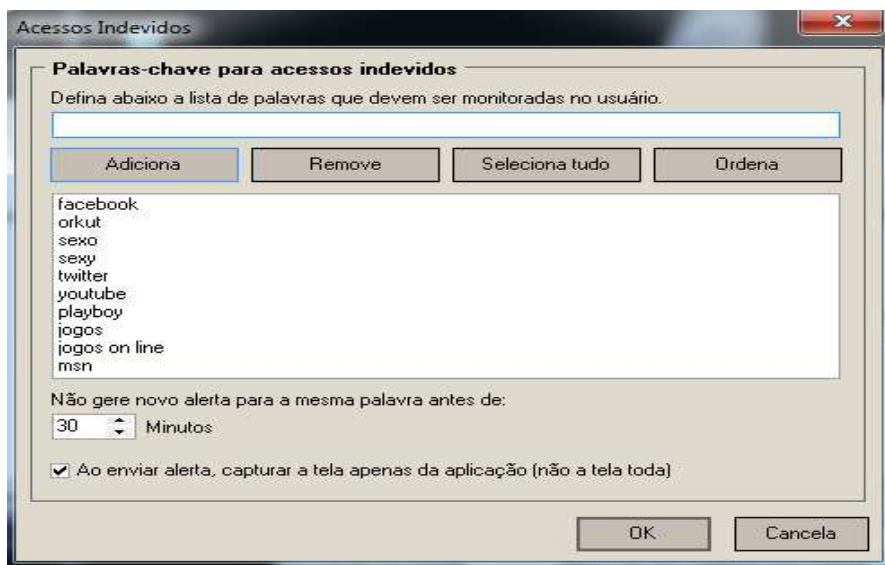 Acessos Indevidos
Palavras-chave para acessos indevidos
Defina abaixo a lista de palavras que devem ser monitoradas no usuário.
Adiciona Remove Seleciona tudo Ordena
facebook
orkut
sexo
sexy
twitter
youtube
playboy
jogos
jogos on line
msn
Não gere novo alerta para a mesma palavra antes de:
30 Minutos
Ao enviar alerta, capturar a tela apenas da aplicação (não a tela toda)
OK Cancela